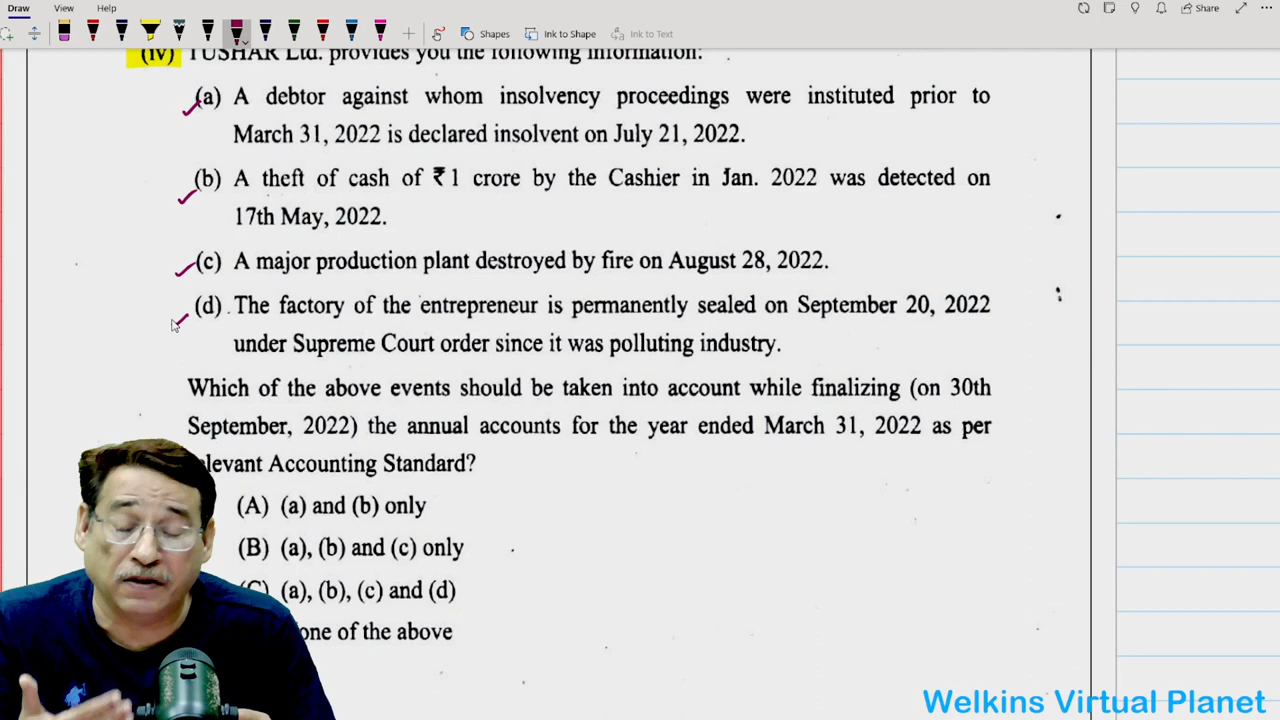 Draw View Help
Share
Shapes Ink to Shape Ink to Text
(iv) TUSHAR Ltd. provides you the following information:
(a) A debtor against whom insolvency proceedings were instituted prior to
March 31, 2022 is declared insolvent on July 21, 2022.
(b) A theft of cash of ₹1 crore by the Cashier in Jan. 2022 was detected on
17th May, 2022.
(c) A major production plant destroyed by fire on August 28, 2022.
(d) The factory of the entrepreneur is permanently sealed on September 20, 2022
under Supreme Court order since it was polluting industry.
Which of the above events should be taken into account while finalizing (on 30th
September, 2022) the annual accounts for the year ended March 31, 2022 as per
elevant Accounting Standard?
(A) (a) and (b) only
(B) (a), (b) and (c) only
(C) (a), (b), (c) and (d)
one of the above
Welkins Virtual Planet